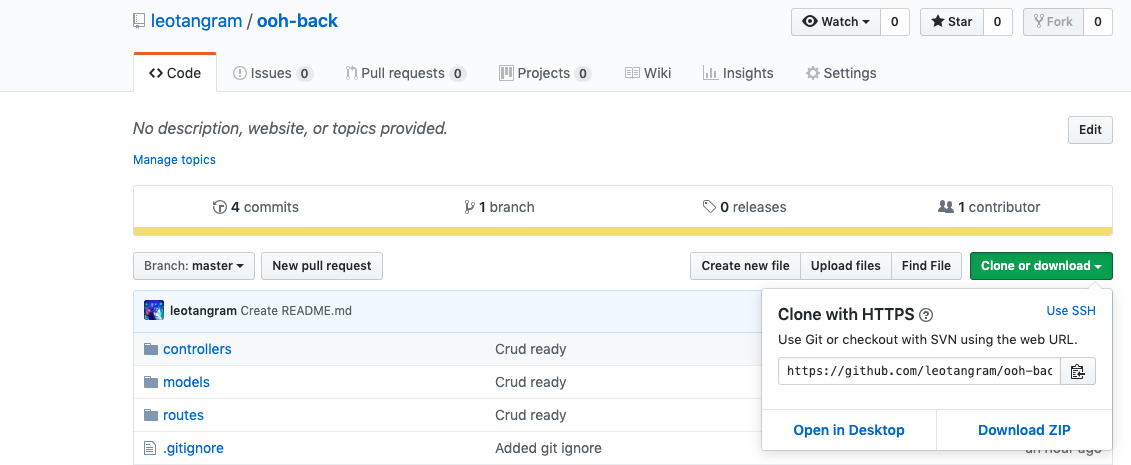 leotangram / ooh-back
Watch 0 Star 0 Fork 0
Code Issues 0 Pull requests 0 Projects 0 Wiki Insights Settings
No description, website, or topics provided.
Edit
Manage topics
4 commits 1 branch 0 releases 1 contributor
Branch: master New pull request Create new file Upload files Find File Clone or download
leotangram Create README.md
Clone with HTTPS ? Use SSH
Use Git or checkout with SVN using the web URL.
https://github.com/leotangram/ooh-bac
Open in Desktop Download ZIP
controllers Crud ready
models Crud ready
routes Crud ready
.gitignore Added git ignore an hour ago